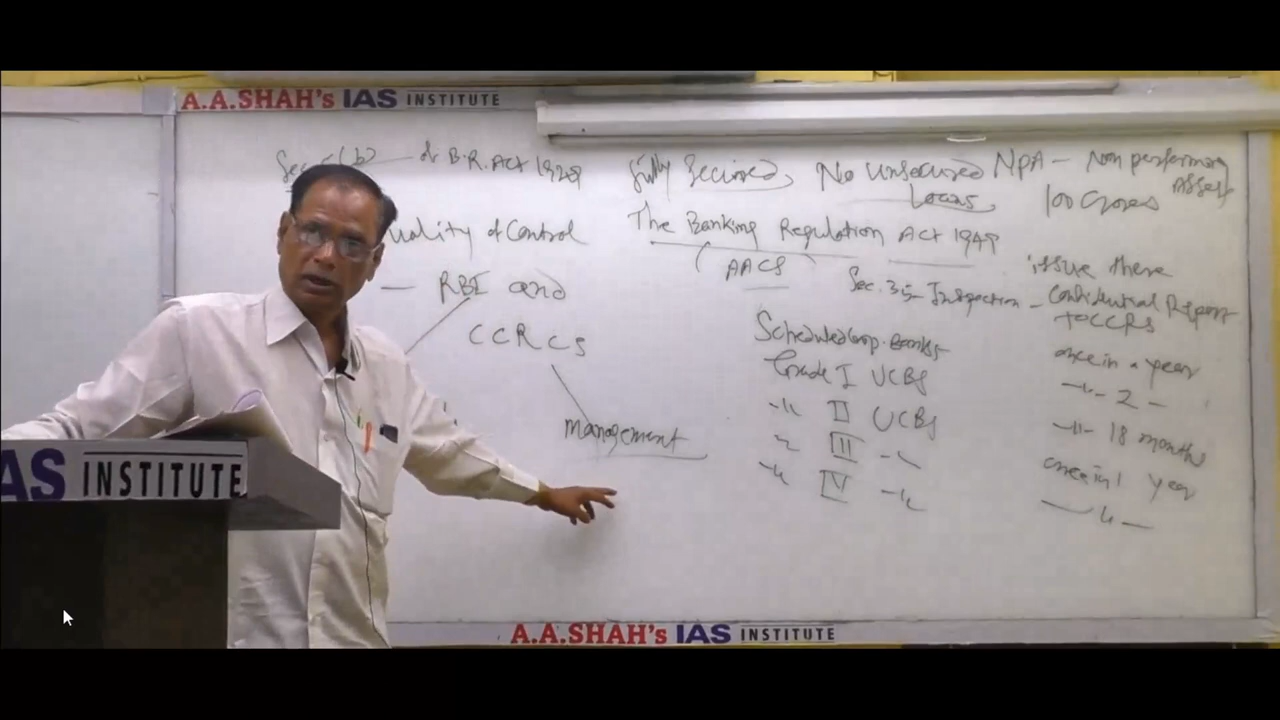 A.A.SHAH's IAS INSTITUTE
of B.R. Act
fully Secured, No Unsecured Loans,
NPA - Non performing Assets
100 Crores
uality of Control
The Banking Regulation Act 1949
(AACS
- RBI and
CCRCS
management
Sec. 35 - Inspection - issue there Confidential Report to CCRS
Scheduled Coop. Banks once in a year
Grade I UCBs -"- 2 -
-"- II UCBs -"- 18 months
-"- III -"- once in 1 year
-"- IV -"- -"-
IAS INSTITUTE
A.A.SHAH's IAS INSTITUTE